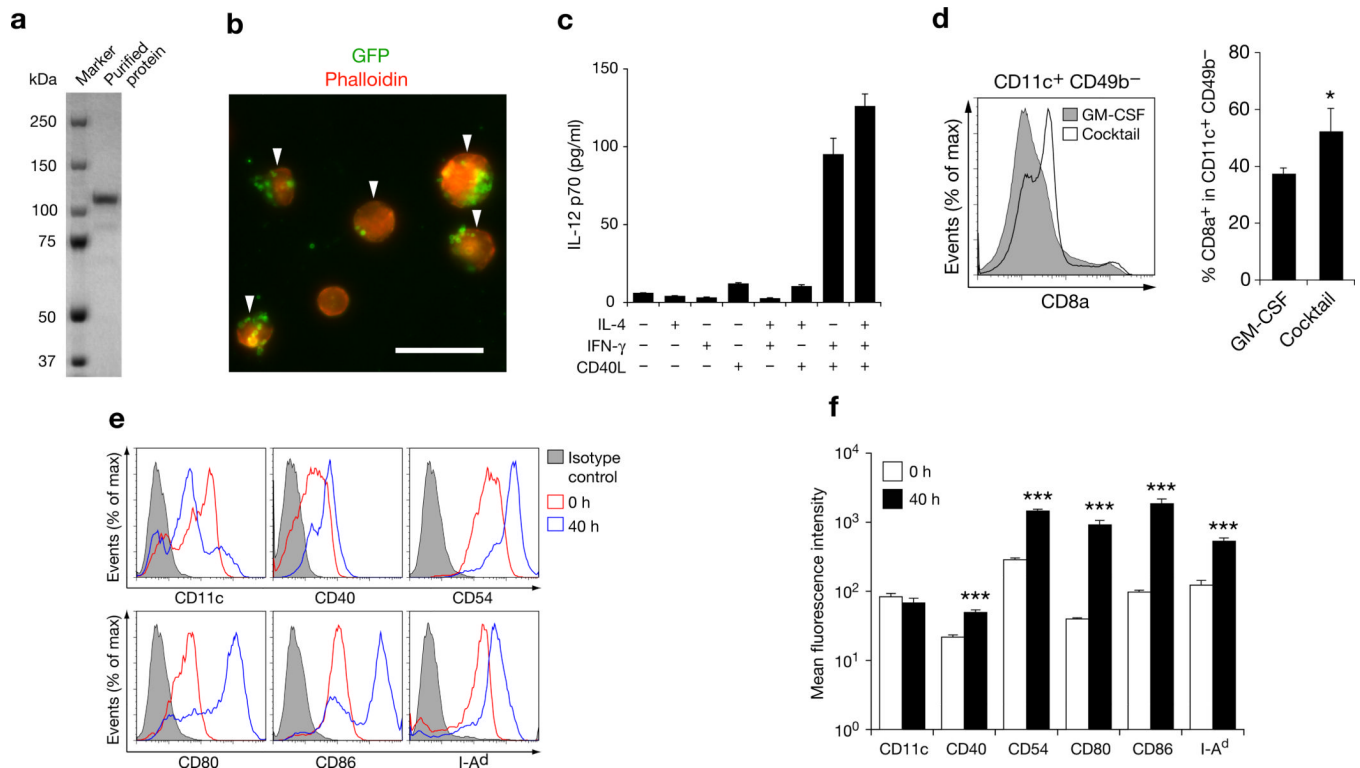 a
kDa
Marker
Purified
protein
250
150
100
75
50
37
b
GFP
Phalloidin
c
IL-12 p70 (pg/ml)
150
100
50
0
IL-4 – + – – + + – +
IFN-γ – – + – + – + +
CD40L – – – + – + + +
d
CD11c+ CD49b–
GM-CSF
Cocktail
Events (% of max)
CD8a
% CD8a+ in CD11c+ CD49b–
80
60
40
20
0
*
GM-CSF
Cocktail
e
Events (% of max)
CD11c CD40 CD54
Isotype
control
0 h
40 h
Events (% of max)
CD80 CD86 I-Ad
f
Mean fluorescence intensity
104
103
102
101
100
0 h
40 h
*** *** *** *** ***
CD11c CD40 CD54 CD80 CD86 I-Ad